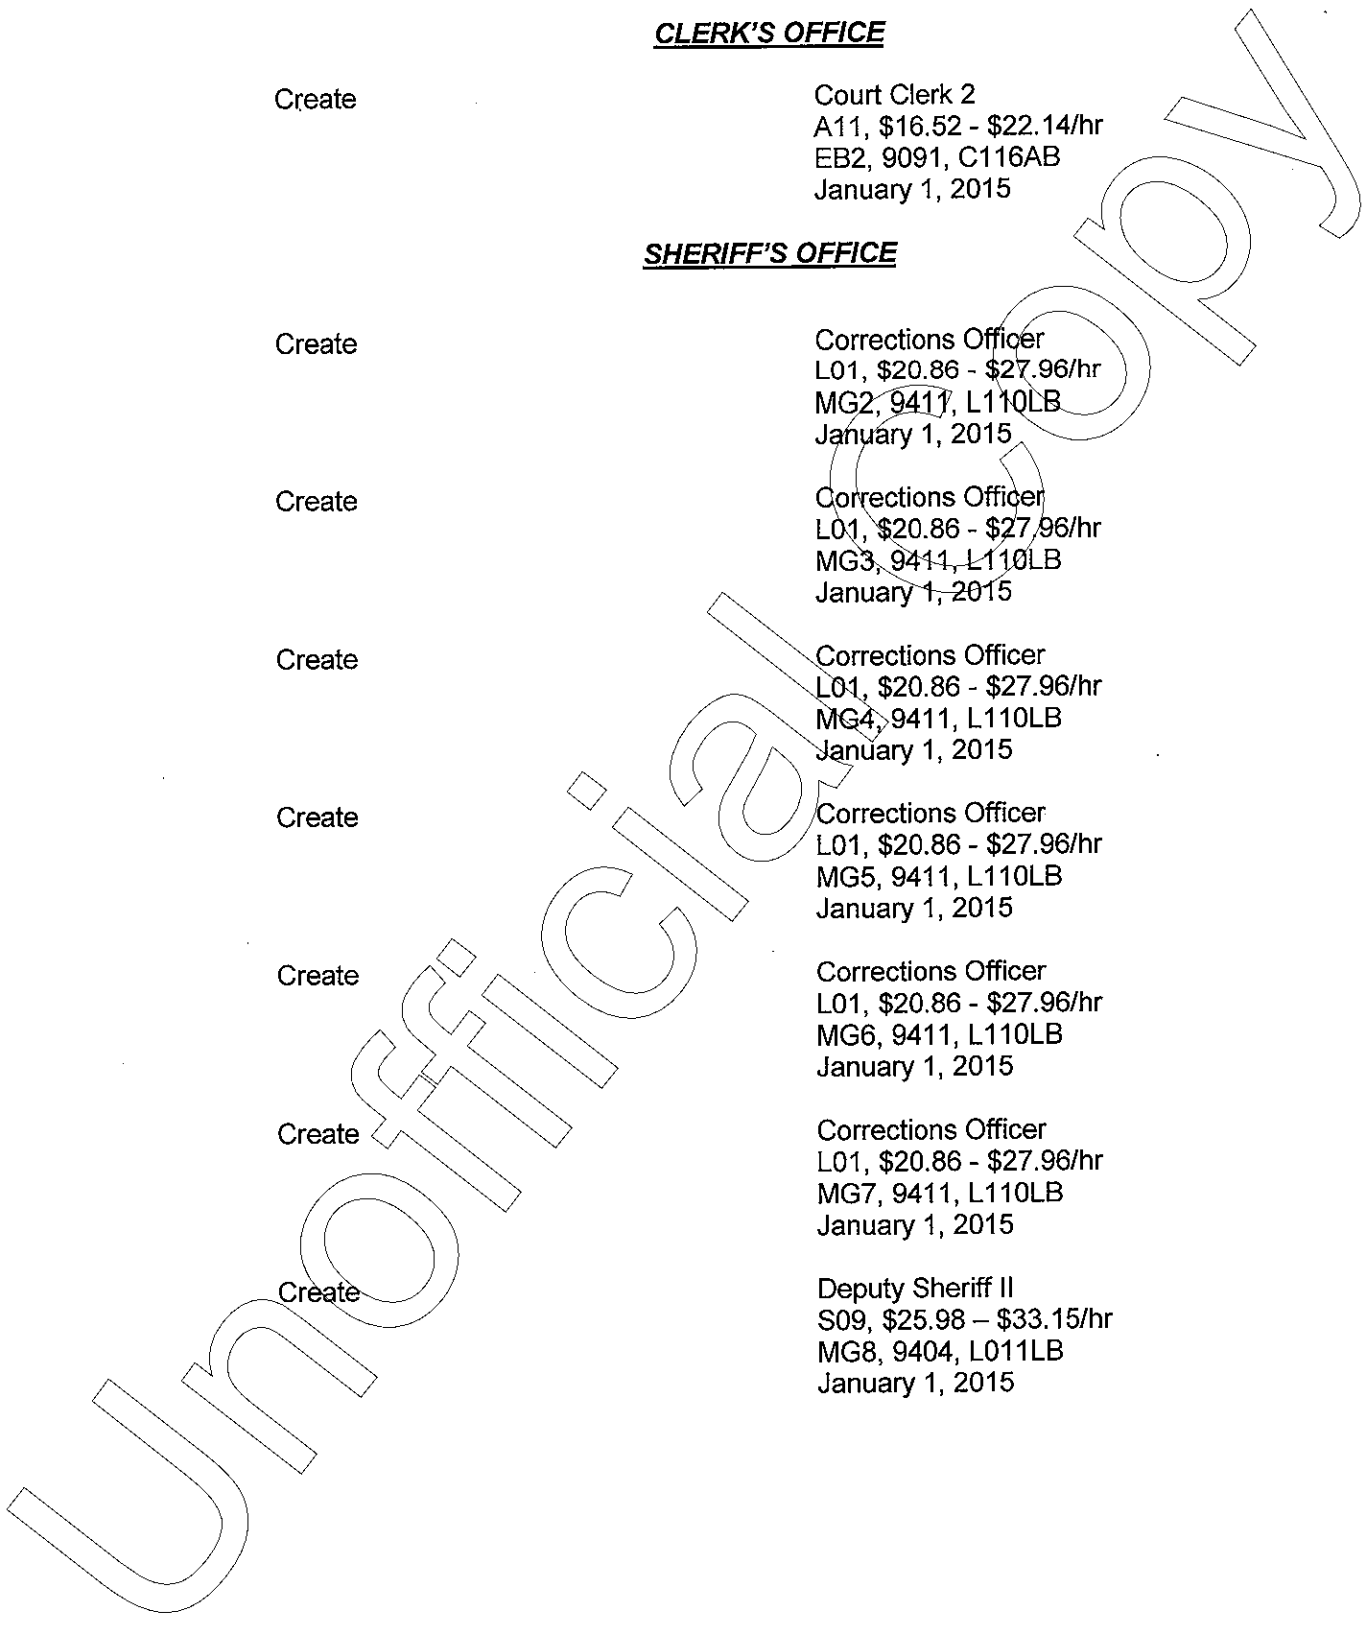 CLERK'S OFFICE
Create
Court Clerk 2
A11, $16.52 - $22.14/hr
EB2, 9091, C116AB
January 1, 2015
SHERIFF'S OFFICE
Create
Corrections Officer
L01, $20.86 - $27.96/hr
MG2, 9411, L110LB
January 1, 2015
Create
Corrections Officer
L01, $20.86 - $27.96/hr
MG3, 9411, L110LB
January 1, 2015
Create
Corrections Officer
L01, $20.86 - $27.96/hr
MG4, 9411, L110LB
January 1, 2015
Create
Corrections Officer
L01, $20.86 - $27.96/hr
MG5, 9411, L110LB
January 1, 2015
Create
Corrections Officer
L01, $20.86 - $27.96/hr
MG6, 9411, L110LB
January 1, 2015
Create
Corrections Officer
L01, $20.86 - $27.96/hr
MG7, 9411, L110LB
January 1, 2015
Create
Deputy Sheriff II
S09, $25.98 – $33.15/hr
MG8, 9404, L011LB
January 1, 2015
Unofficial Copy